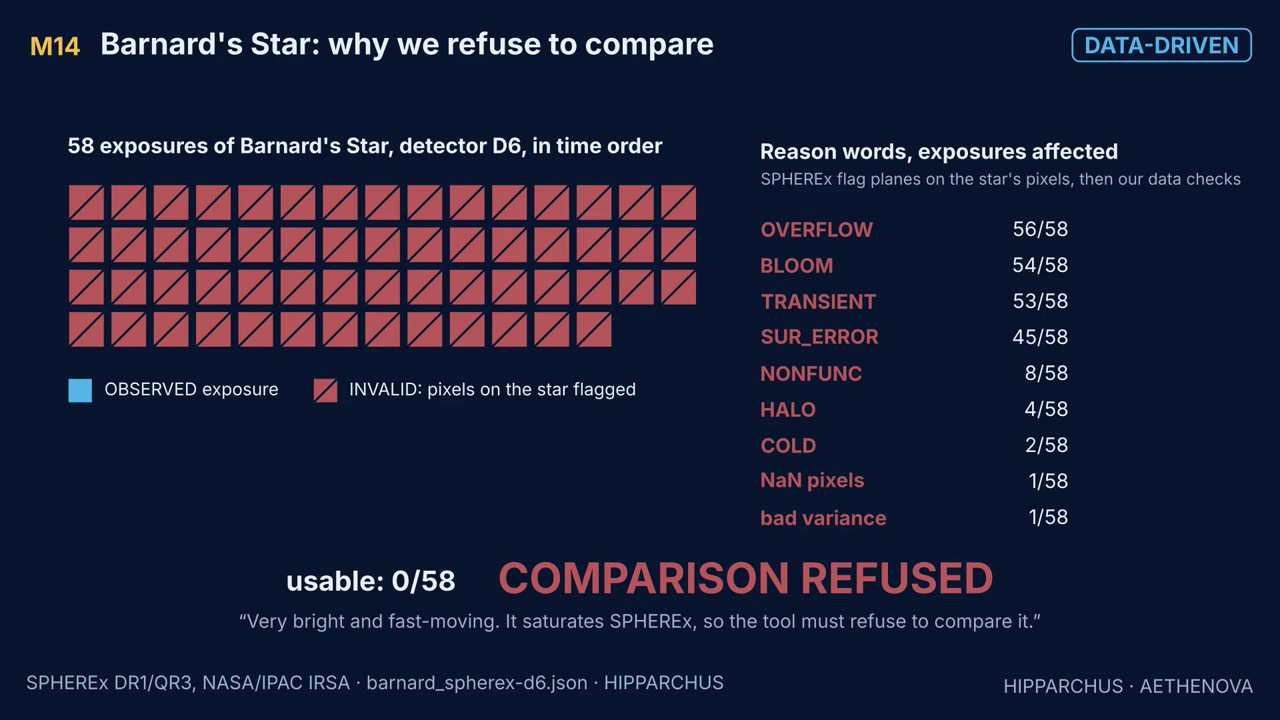 M14 Barnard's Star: why we refuse to compare
DATA-DRIVEN
58 exposures of Barnard's Star, detector D6, in time order
OBSERVED exposure
INVALID: pixels on the star flagged
Reason words, exposures affected
SPHEREx flag planes on the star's pixels, then our data checks
OVERFLOW 56/58
BLOOM 54/58
TRANSIENT 53/58
SUR_ERROR 45/58
NONFUNC 8/58
HALO 4/58
COLD 2/58
NaN pixels 1/58
bad variance 1/58
usable: 0/58 COMPARISON REFUSED
“Very bright and fast-moving. It saturates SPHEREx, so the tool must refuse to compare it.”
SPHEREx DR1/QR3, NASA/IPAC IRSA · barnard_spherex-d6.json · HIPPARCHUS
HIPPARCHUS · AETHENOVA